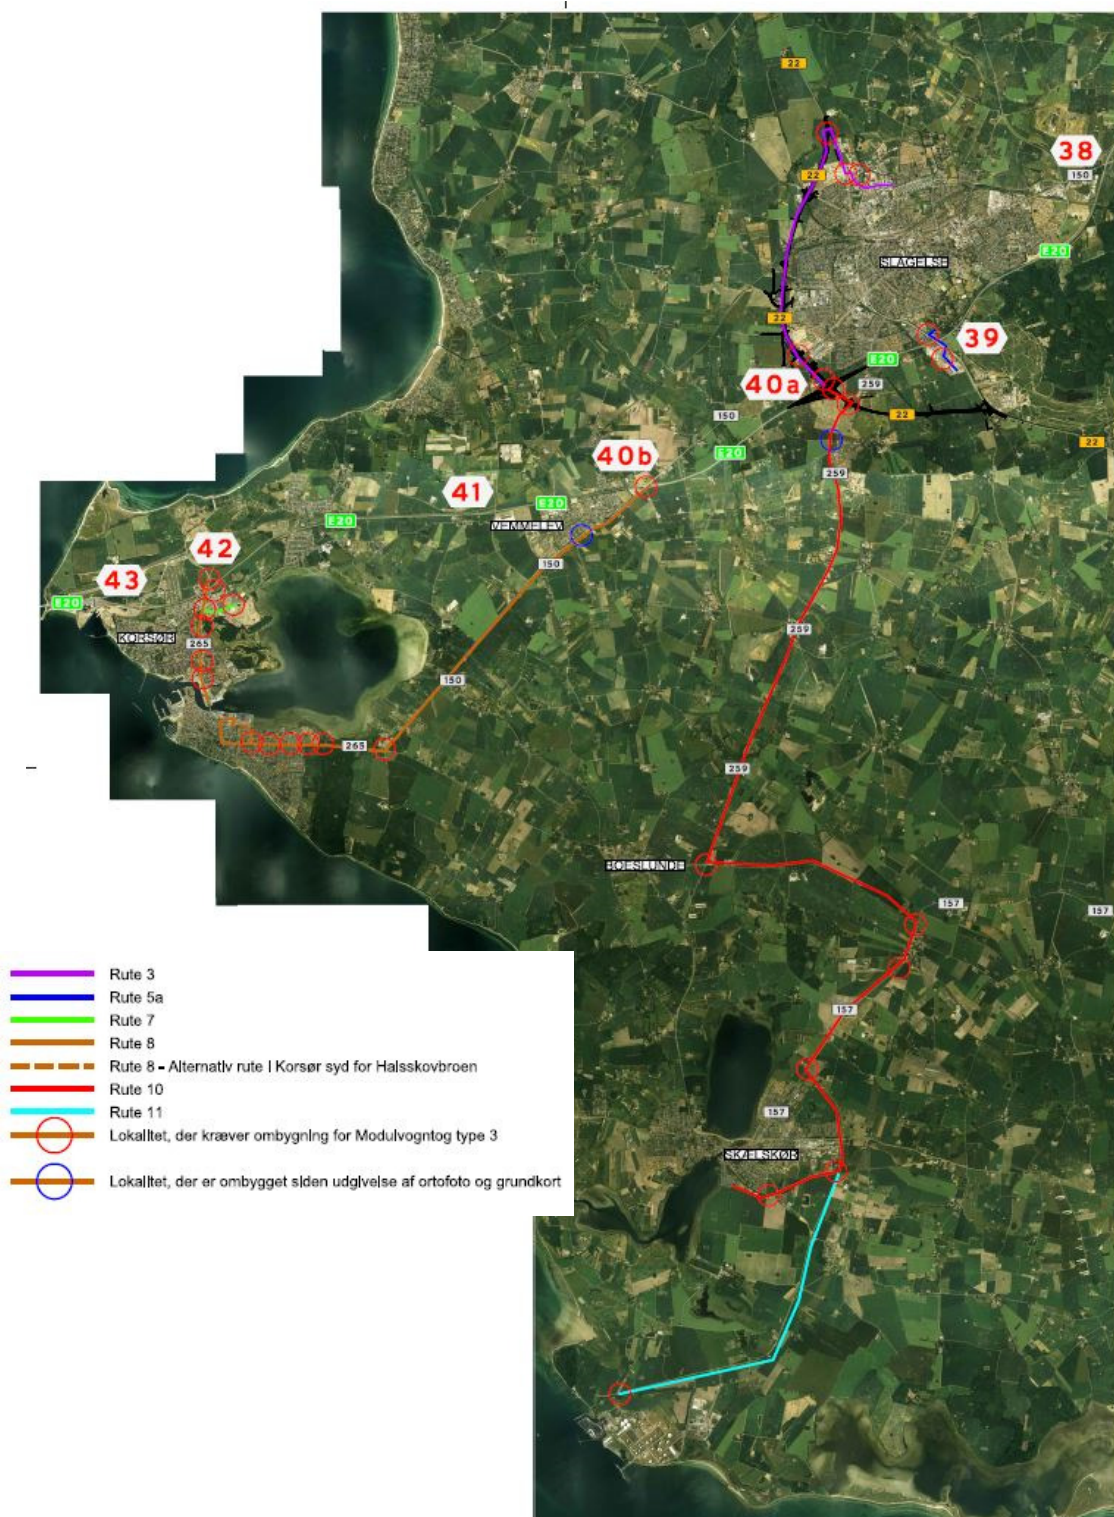 22
38
150
22
E20
SLAGELSE
22
39
E20
40a
259
150
22
22
40b
E20
259
41
E20
VEMMELEV
E20
42
150
43
E20
KORSØR
265
259
150
265
259
BOESLUNDE
157
157
Rute 3
Rute 5a
Rute 7
157
Rute 8
Rute 8 - Alternativ rute i Korsør syd for Halsskovbroen
Rute 10
Rute 11
157
Lokalitet, der kræver ombygning for Modulvogntog type 3
SKÆLSKØR
Lokalitet, der er ombygget siden udgivelse af ortofoto og grundkort